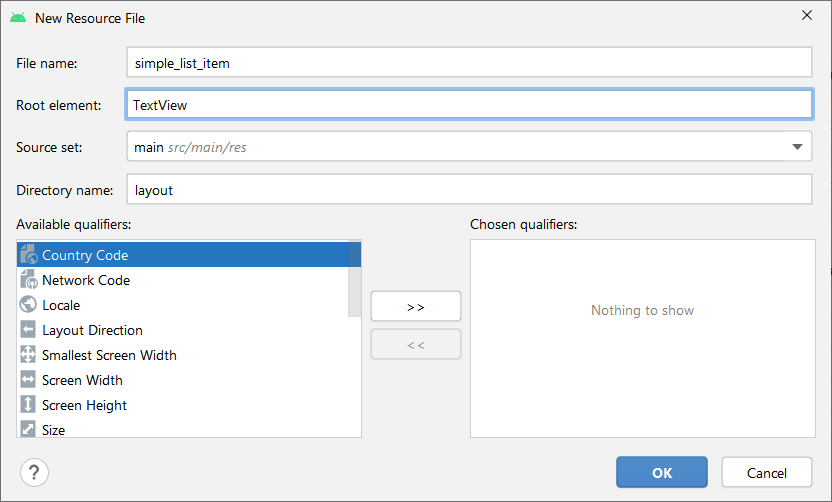 New Resource File
File name: simple_list_item
Root element: TextView
Source set: main src/main/res
Directory name: layout
Available qualifiers:
Country Code
Network Code
Locale
Layout Direction
Smallest Screen Width
Screen Width
Screen Height
Size
>>
<<
Chosen qualifiers:
Nothing to show
?
OK
Cancel